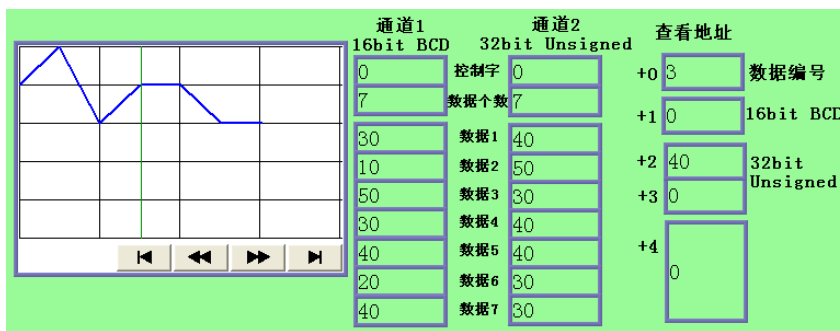 通道1 通道2 查看地址
16bit BCD 32bit Unsigned
0 控制字 0 +0 3 数据编号
7 数据个数 7 +1 0 16bit BCD
30 数据1 40 +2 40 32bit
10 数据2 50 Unsigned
50 数据3 30 +3 0
30 数据4 40
40 数据5 40 +4 0
20 数据6 30
40 数据7 30